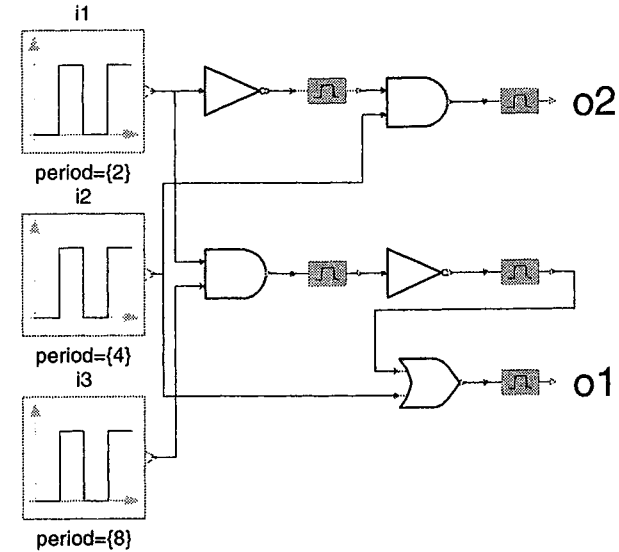 i1
o2
period={2}
i2
period={4}
i3
o1
period={8}